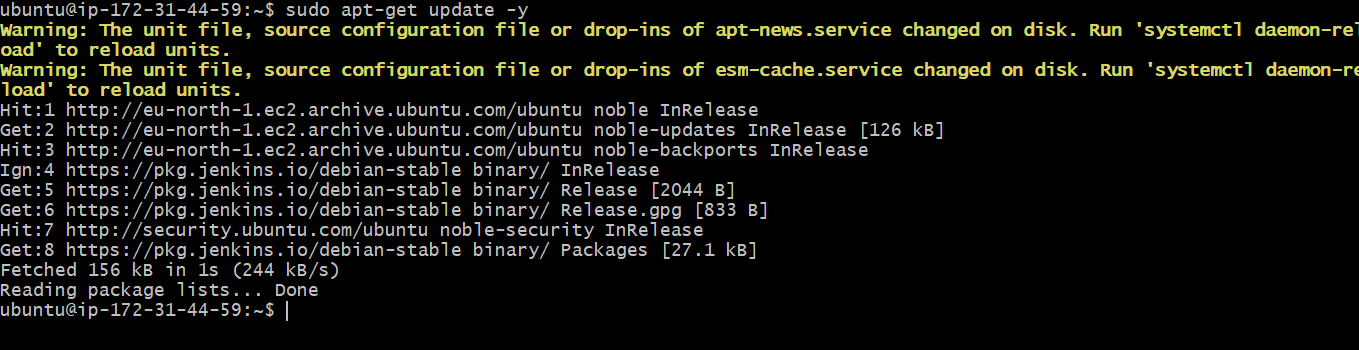 ubuntu@ip-172-31-44-59:~$ sudo apt-get update -y
Warning: The unit file, source configuration file or drop-ins of apt-news.service changed on disk. Run 'systemctl daemon-rel
oad' to reload units.
Warning: The unit file, source configuration file or drop-ins of esm-cache.service changed on disk. Run 'systemctl daemon-re
load' to reload units.
Hit:1 http://eu-north-1.ec2.archive.ubuntu.com/ubuntu noble InRelease
Get:2 http://eu-north-1.ec2.archive.ubuntu.com/ubuntu noble-updates InRelease [126 kB]
Hit:3 http://eu-north-1.ec2.archive.ubuntu.com/ubuntu noble-backports InRelease
Ign:4 https://pkg.jenkins.io/debian-stable binary/ InRelease
Get:5 https://pkg.jenkins.io/debian-stable binary/ Release [2044 B]
Get:6 https://pkg.jenkins.io/debian-stable binary/ Release.gpg [833 B]
Hit:7 http://security.ubuntu.com/ubuntu noble-security InRelease
Get:8 https://pkg.jenkins.io/debian-stable binary/ Packages [27.1 kB]
Fetched 156 kB in 1s (244 kB/s)
Reading package lists... Done
ubuntu@ip-172-31-44-59:~$